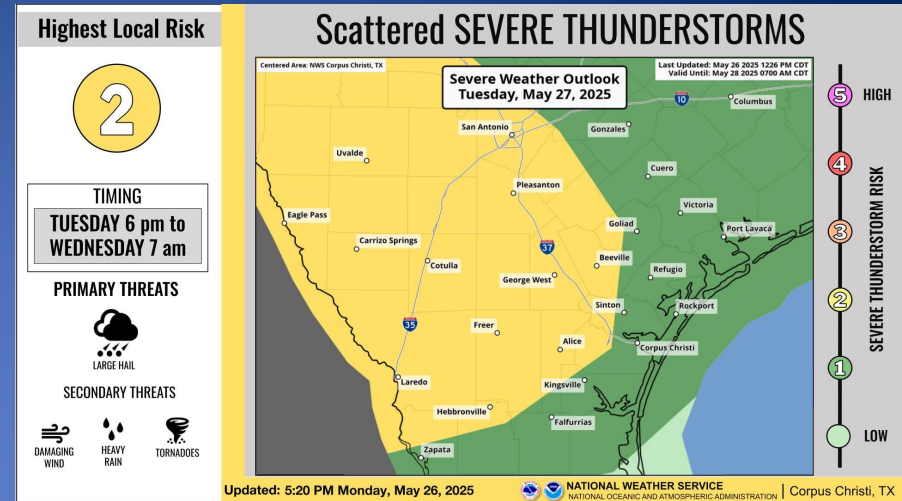 Highest Local Risk
2
TIMING
TUESDAY 6 pm to
WEDNESDAY 7 am
PRIMARY THREATS
LARGE HAIL
SECONDARY THREATS
DAMAGING
WIND
HEAVY
RAIN
TORNADOES
Scattered SEVERE THUNDERSTORMS
Centered Area: NWS Corpus Christi, TX
Severe Weather Outlook
Tuesday, May 27, 2025
Last Updated: May 26 2025 1226 PM CDT
Valid Until: May 28 2025 0700 AM CDT
10
Columbus
San Antonio
Gonzales
Uvalde
Cuero
Pleasanton
Victoria
Eagle Pass
Goliad
Port Lavaca
Carrizo Springs
37
Cotulla
Beeville
Refugio
George West
Sinton
Rockport
35
Freer
Alice
Corpus Christi
Laredo
Kingsville
Hebbronville
Falfurrias
Zapata
5
HIGH
4
3
2
1
LOW
SEVERE THUNDERSTORM RISK
Updated: 5:20 PM Monday, May 26, 2025
NATIONAL WEATHER SERVICE
NATIONAL OCEANIC AND ATMOSPHERIC ADMINISTRATION
Corpus Christi, TX